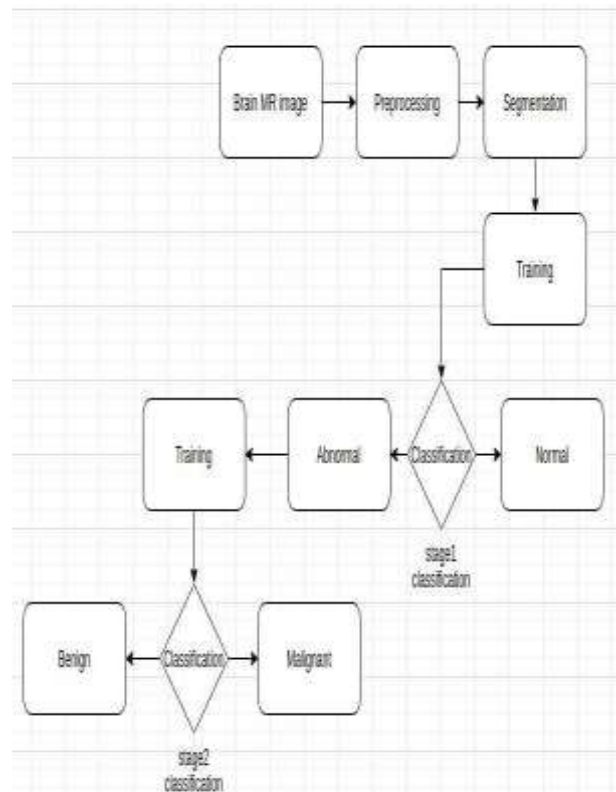 Brain MR image
Preprocessing
Segmentation
Training
Training
Abnormal
Classification
Normal
stage1
classification
Benign
Classification
Malignant
stage2
classification